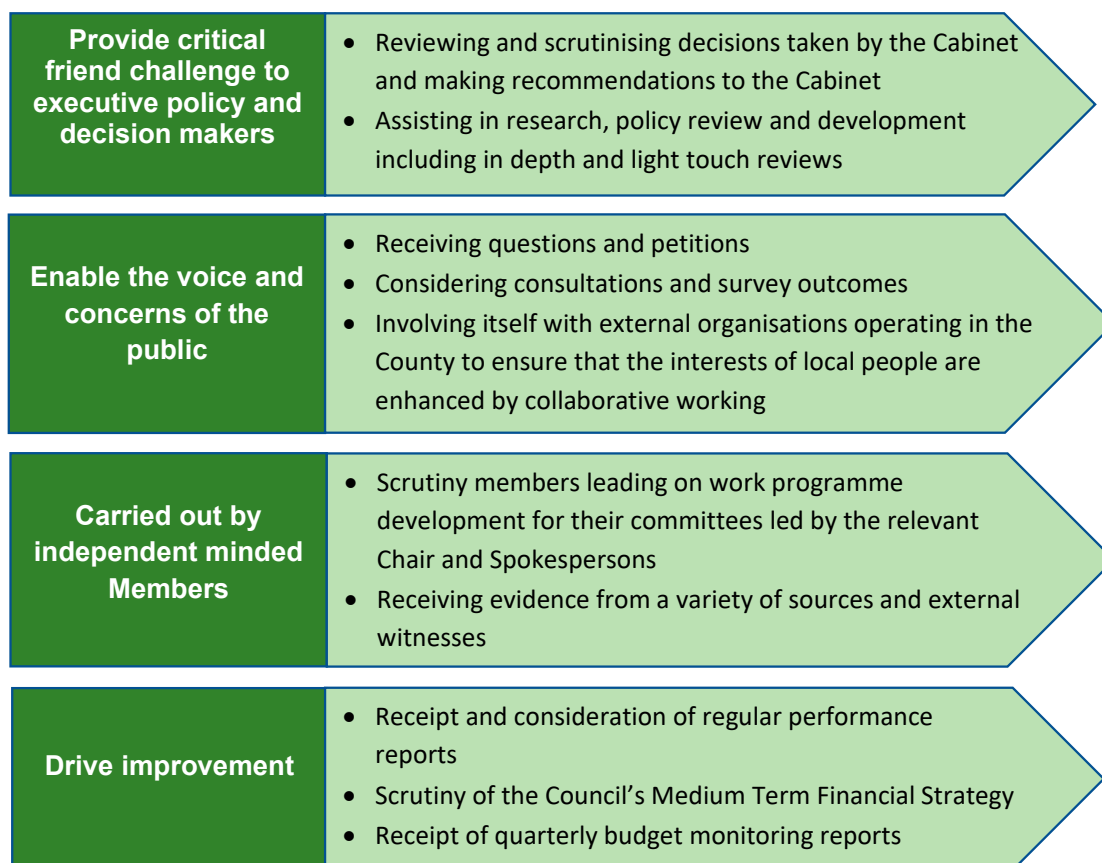 Provide critical
friend challenge to
executive policy and
decision makers
• Reviewing and scrutinising decisions taken by the Cabinet
and making recommendations to the Cabinet
• Assisting in research, policy review and development
including in depth and light touch reviews
Enable the voice and
concerns of the
public
• Receiving questions and petitions
• Considering consultations and survey outcomes
• Involving itself with external organisations operating in the
County to ensure that the interests of local people are
enhanced by collaborative working
Carried out by
independent minded
Members
• Scrutiny members leading on work programme
development for their committees led by the relevant
Chair and Spokespersons
• Receiving evidence from a variety of sources and external
witnesses
Drive improvement
• Receipt and consideration of regular performance
reports
• Scrutiny of the Council’s Medium Term Financial Strategy
• Receipt of quarterly budget monitoring reports